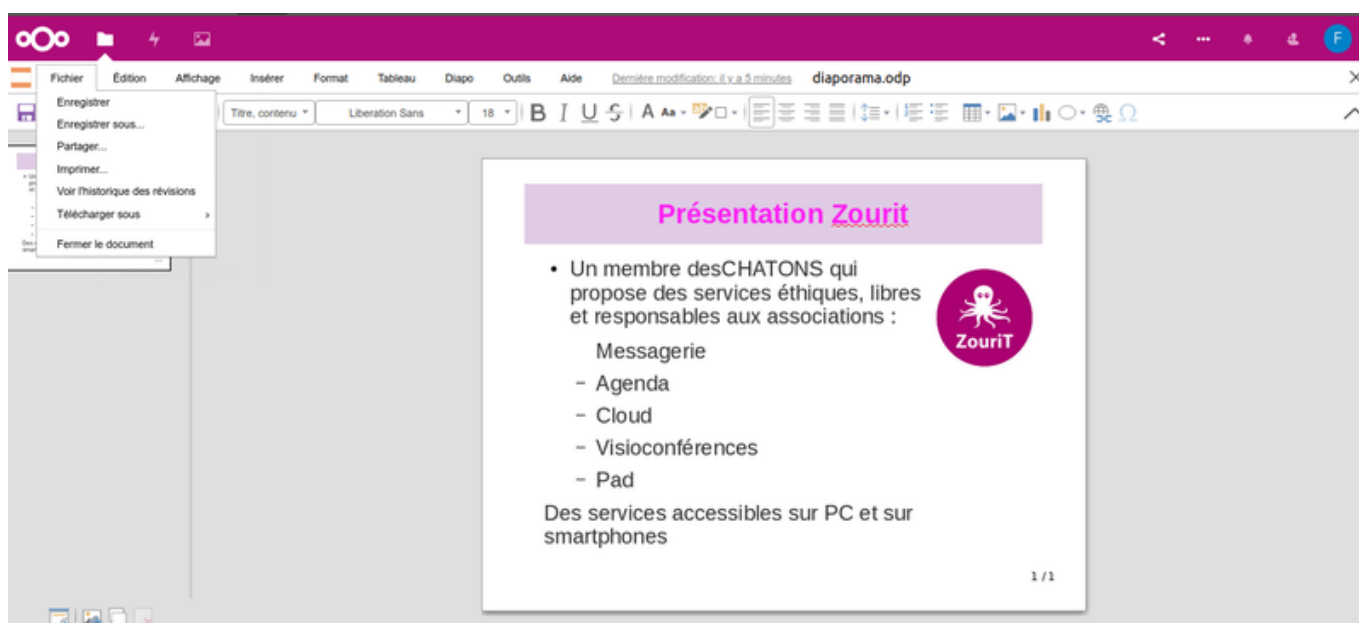 F
Fichier Édition Affichage Insérer Format Tableau Diapo Outils Aide Dernière modification: il y a 5 minutes diaporama.odp
Titre, contenu Liberation Sans 18 B I U S A Aa
Enregistrer
Enregistrer sous...
Partager...
Imprimer...
Voir l'historique des révisions
Télécharger sous
Fermer le document
Présentation Zourit
• Un membre desCHATONS qui
propose des services éthiques, libres
et responsables aux associations :
Messagerie
– Agenda
– Cloud
– Visioconférences
– Pad
Des services accessibles sur PC et sur
smartphones
ZouriT
1 /1